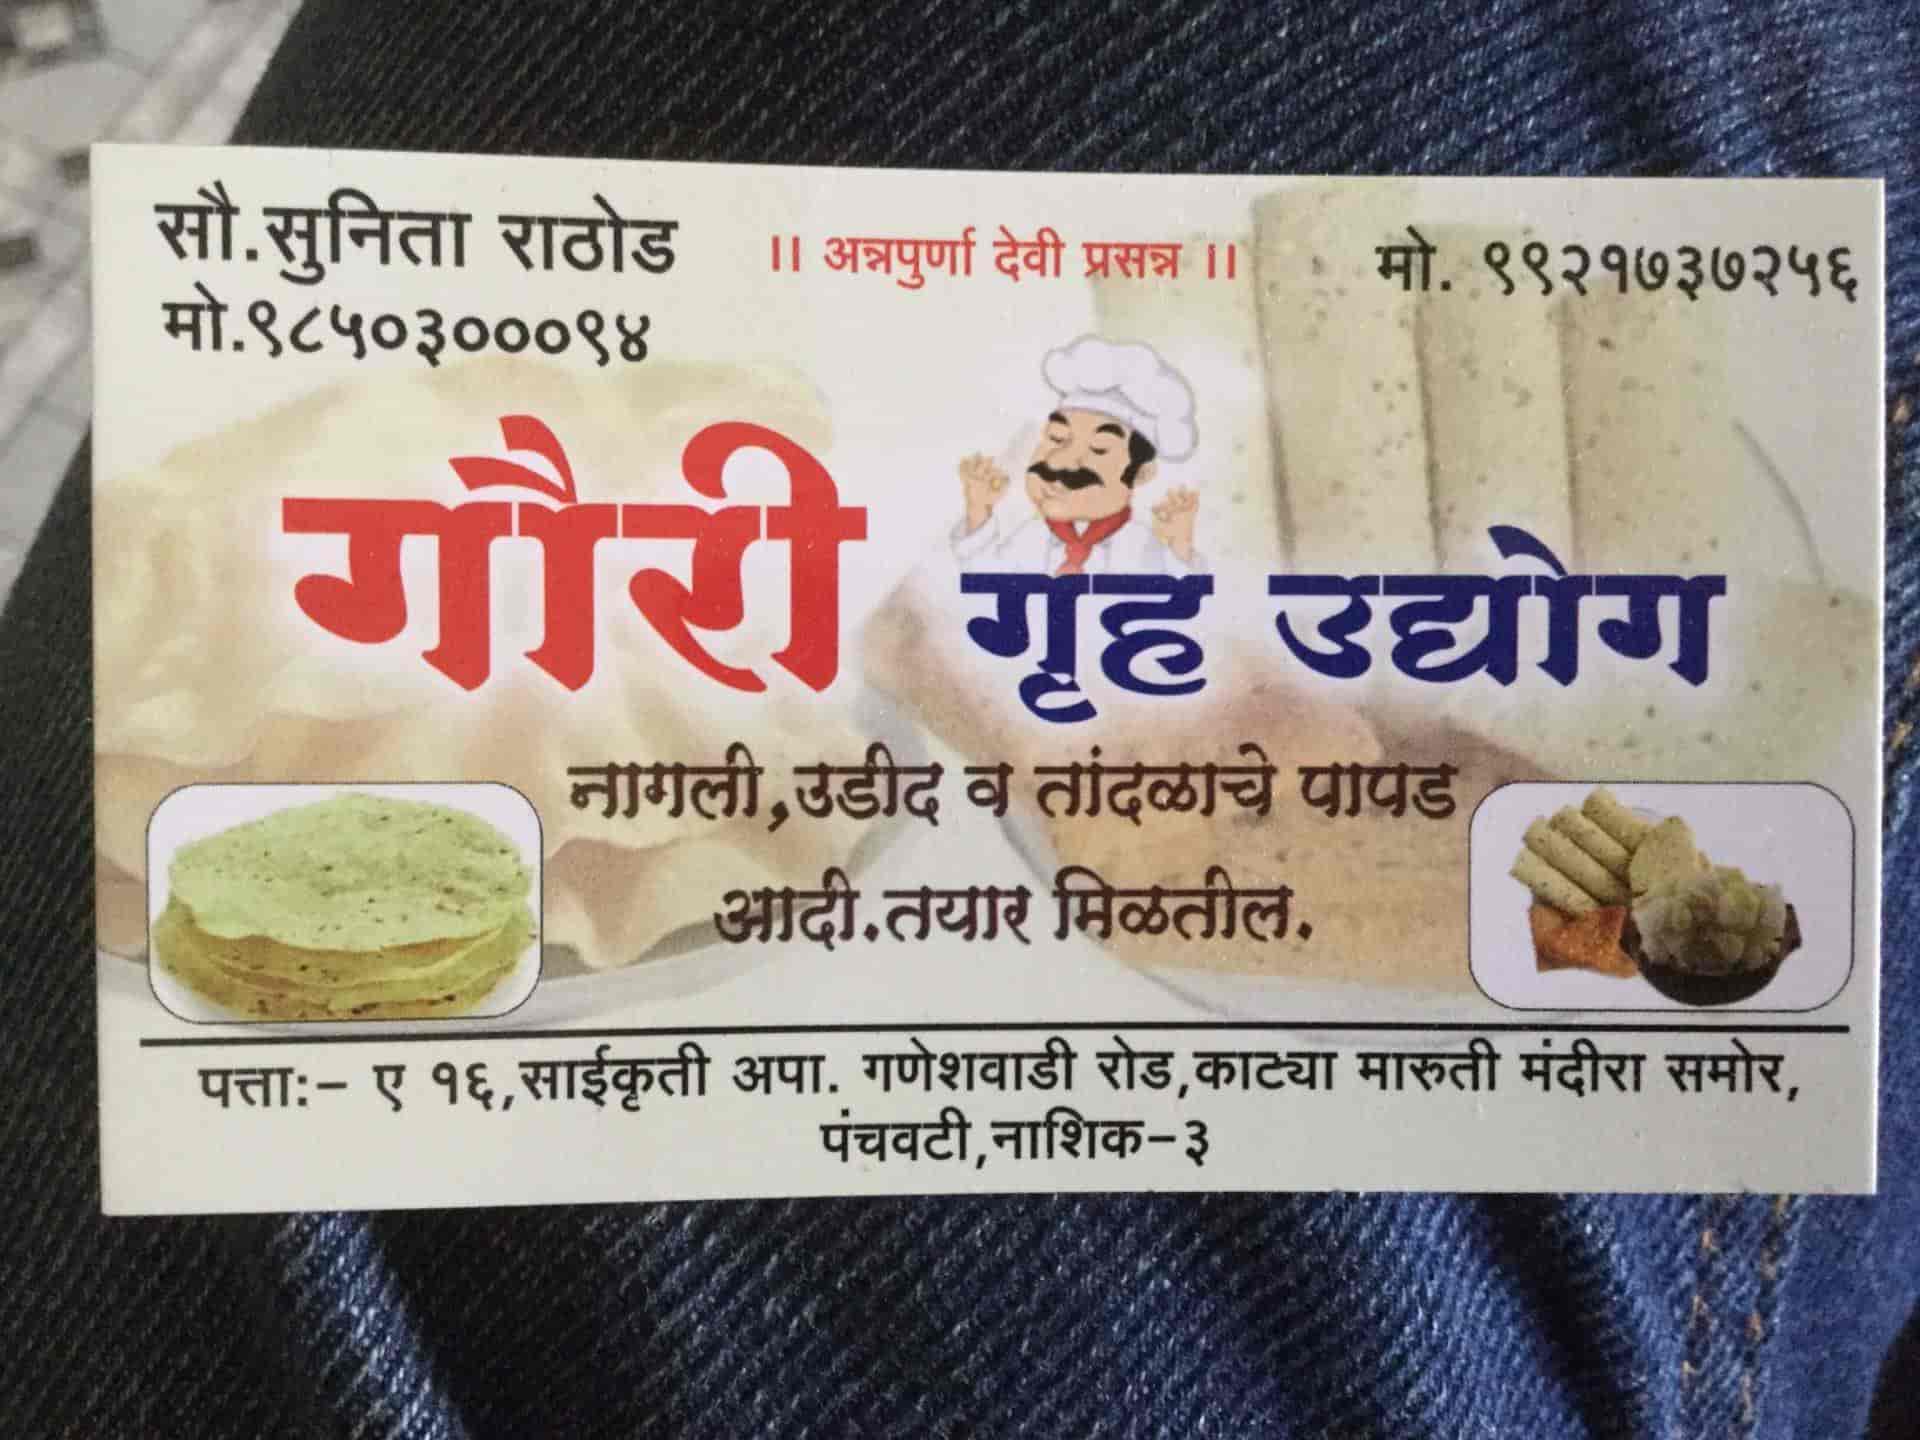 सौ.सुनिता राठोड
मो.९८५०३०००९४
।। अन्नपुर्णा देवी प्रसन्न ।।
मो. ९९२१७३७२५६
गौरी गृह उद्योग
नागली,उडीद व तांदळाचे पापड
आदी.तयार मिळतील.
पत्ता:- ए १६,साईकृती अपा. गणेशवाडी रोड,काट्या मारुती मंदीरा समोर,
पंचवटी,नाशिक-३